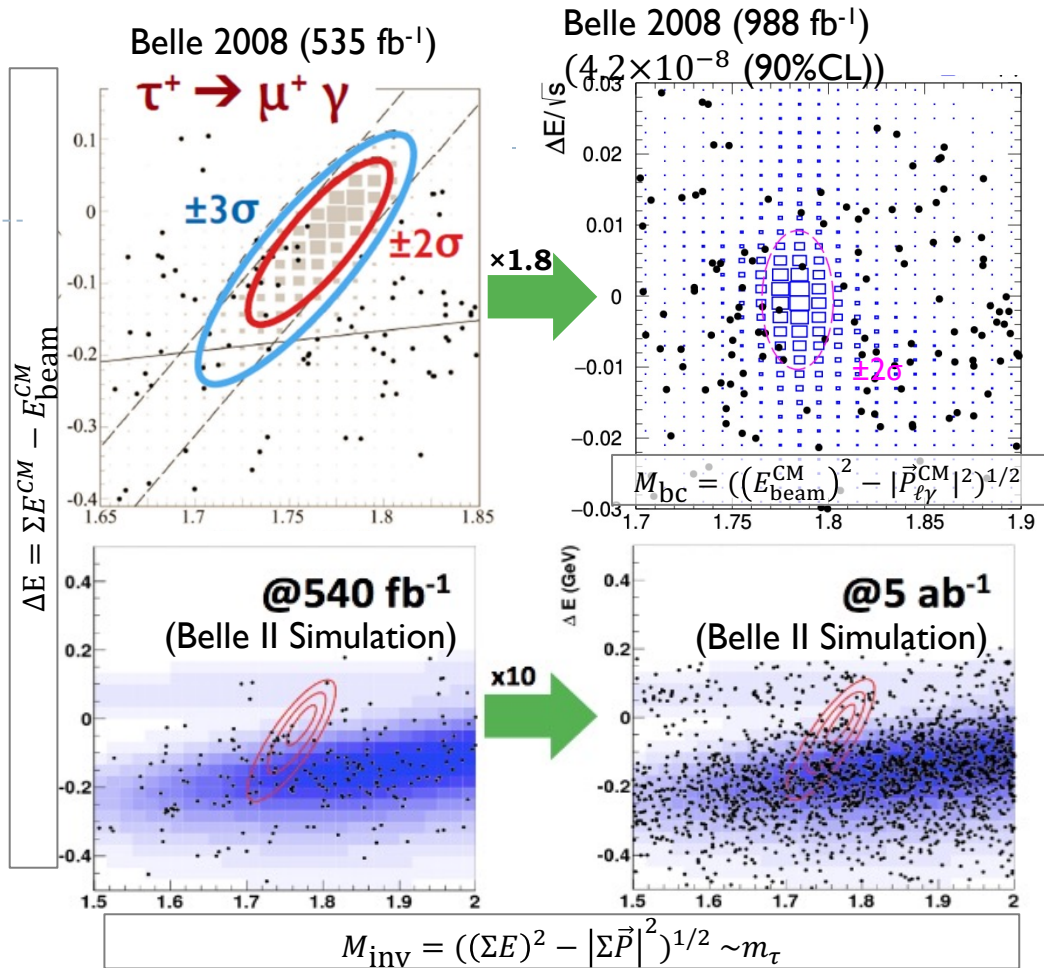 Belle 2008 (535 fb⁻¹)
Belle 2008 (988 fb⁻¹)
(4.2×10⁻⁸ (90%CL))
τ⁺ → μ⁺ γ
±3σ
±2σ
0.1
0
-0.1
-0.2
-0.3
-0.4
1.65
1.7
1.75
1.8
1.85
×1.8
ΔE/√s
0.03
0.02
0.01
0
−0.01
−0.02
−0.03
±2σ
M_bc = ((E_beam^CM)² − |P⃗_ℓγ^CM|²)^1/2
1.7
1.75
1.8
1.85
1.9
ΔE = ΣE^CM − E_beam^CM
@540 fb⁻¹
(Belle II Simulation)
0.4
0.2
0
-0.2
-0.4
1.5
1.6
1.7
1.8
1.9
2
x10
Δ E (GeV)
@5 ab⁻¹
(Belle II Simulation)
0.4
0.2
0
-0.2
-0.4
1.5
1.6
1.7
1.8
1.9
2
M_inv = ((ΣE)² − |ΣP⃗|²)^1/2 ~m_τ